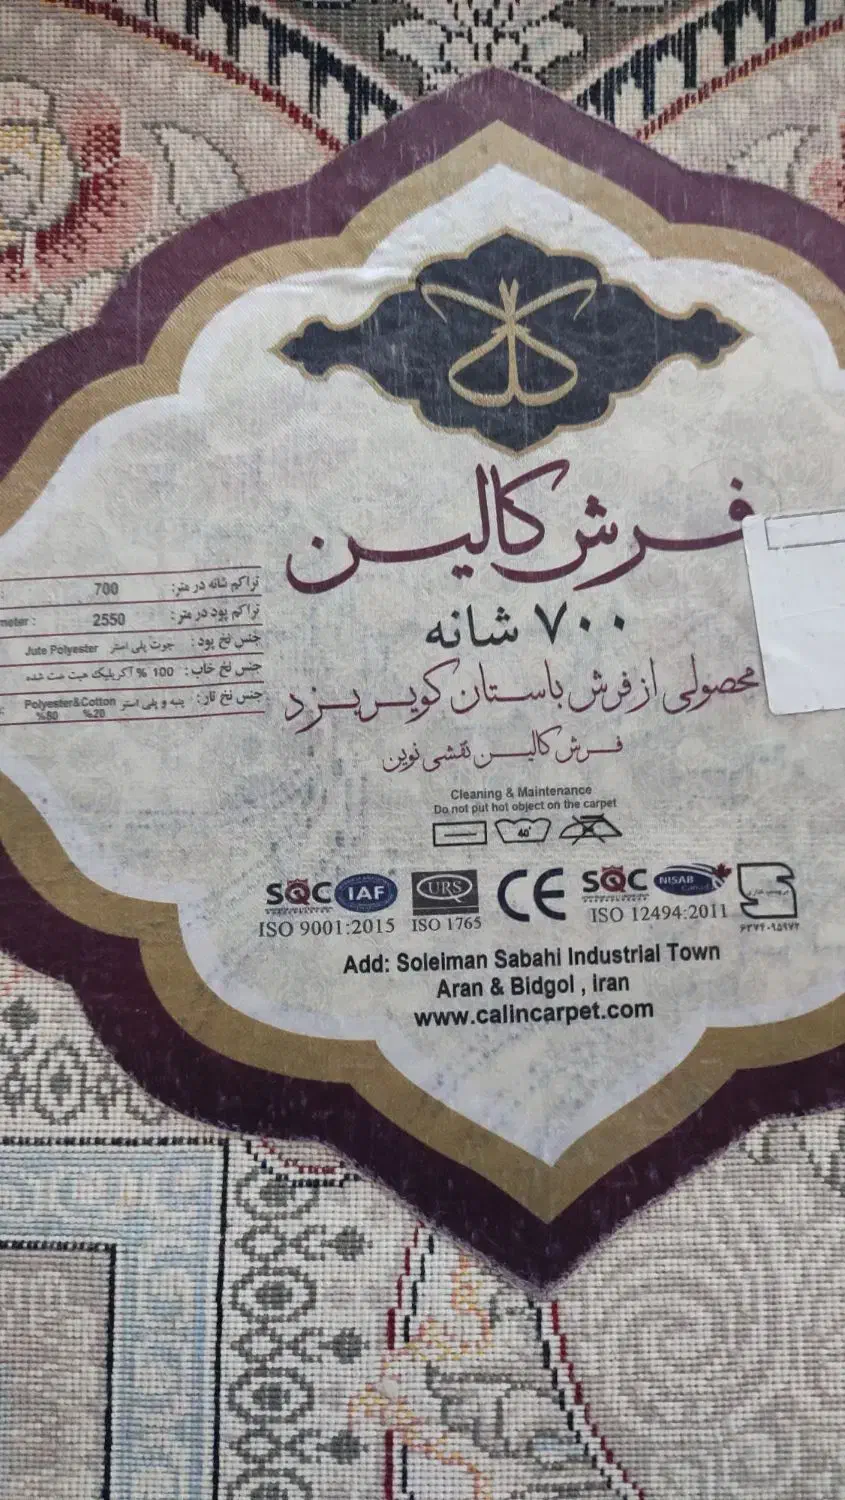 فرش کالین
۷۰۰ شانه
محصولی از فرش باستان کویر یزد
فرش کالین نقشی نوین
تراکم شانه در متر: 700
تراکم پود در متر: 2550 meter :
جنس نخ پود: جوت پلی استر Jute Polyester
جنس نخ خاب: 100 % آکریلیک هیت ست شده
جنس نخ تار: پنبه و پلی استر Polyester&Cotton
%80 %20
Cleaning & Maintenance
Do not put hot object on the carpet
40°
SQC IAF URS CE SQC NISAB Canada
ISO 9001:2015 ISO 1765 ISO 12494:2011
Add: Soleiman Sabahi Industrial Town
Aran & Bidgol , iran
www.calincarpet.com